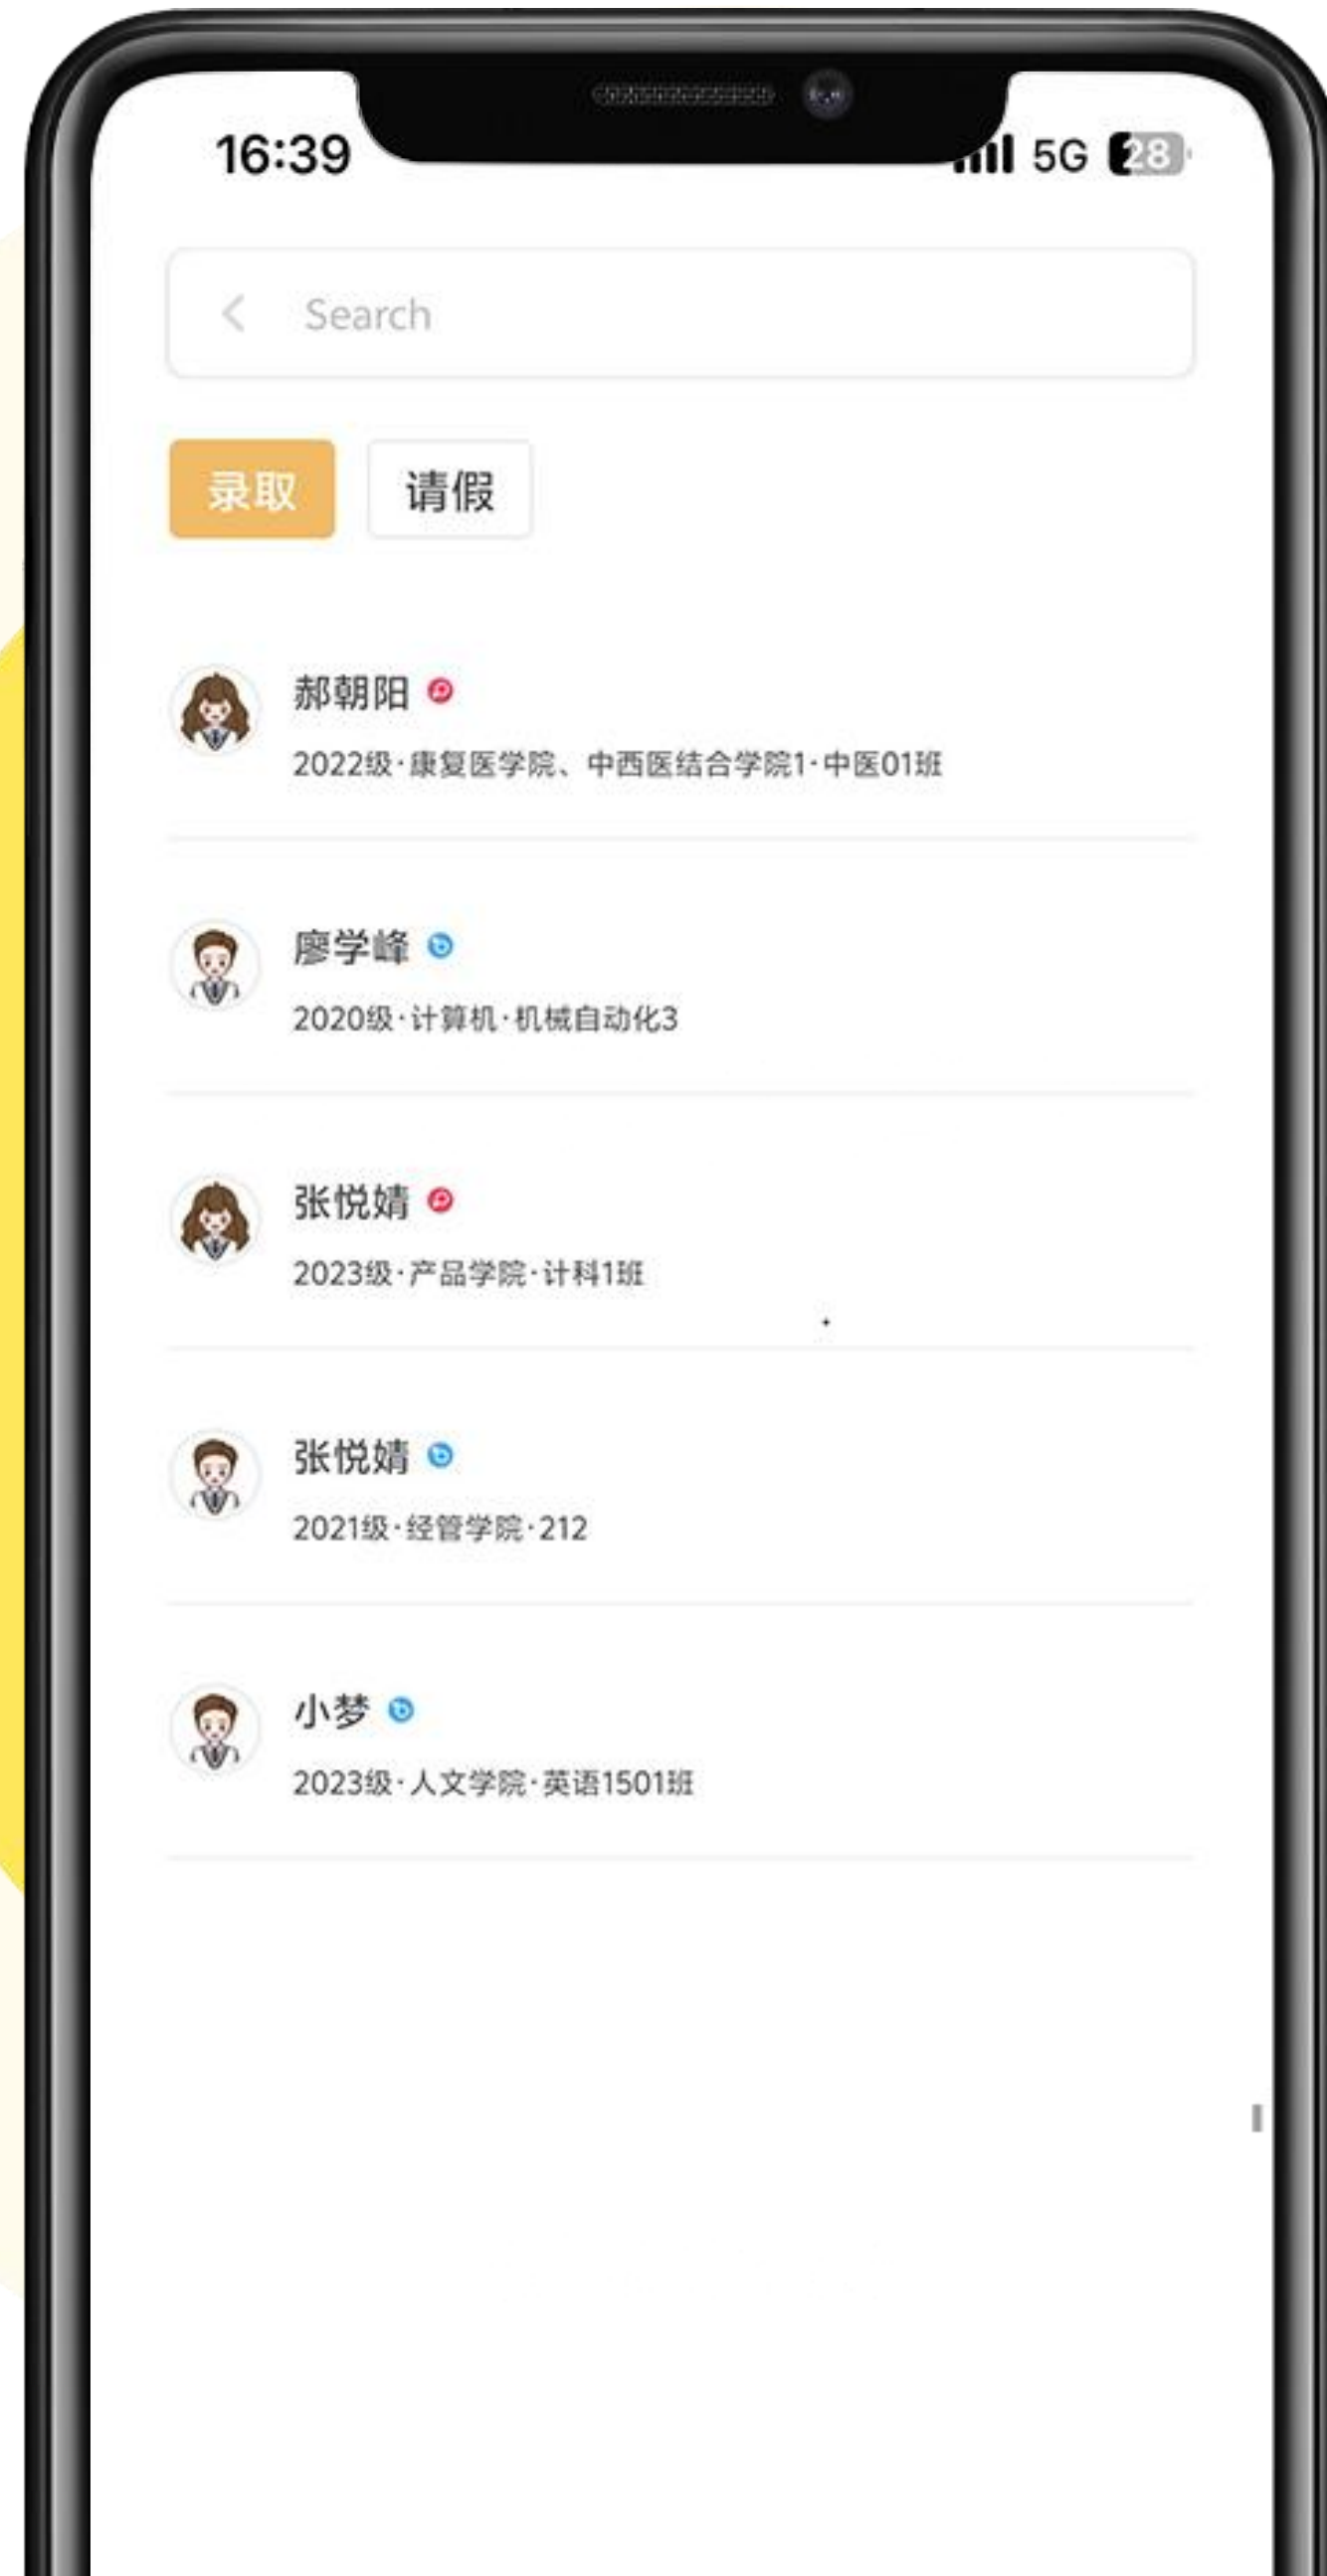 16:39 5G 28
Search
录取 请假
郝朝阳
2022级·康复医学院、中西医结合学院1·中医01班
廖学峰
2020级·计算机·机械自动化3
张悦婧
2023级·产品学院·计科1班
张悦婧
2021级·经管学院·212
小梦
2023级·人文学院·英语1501班